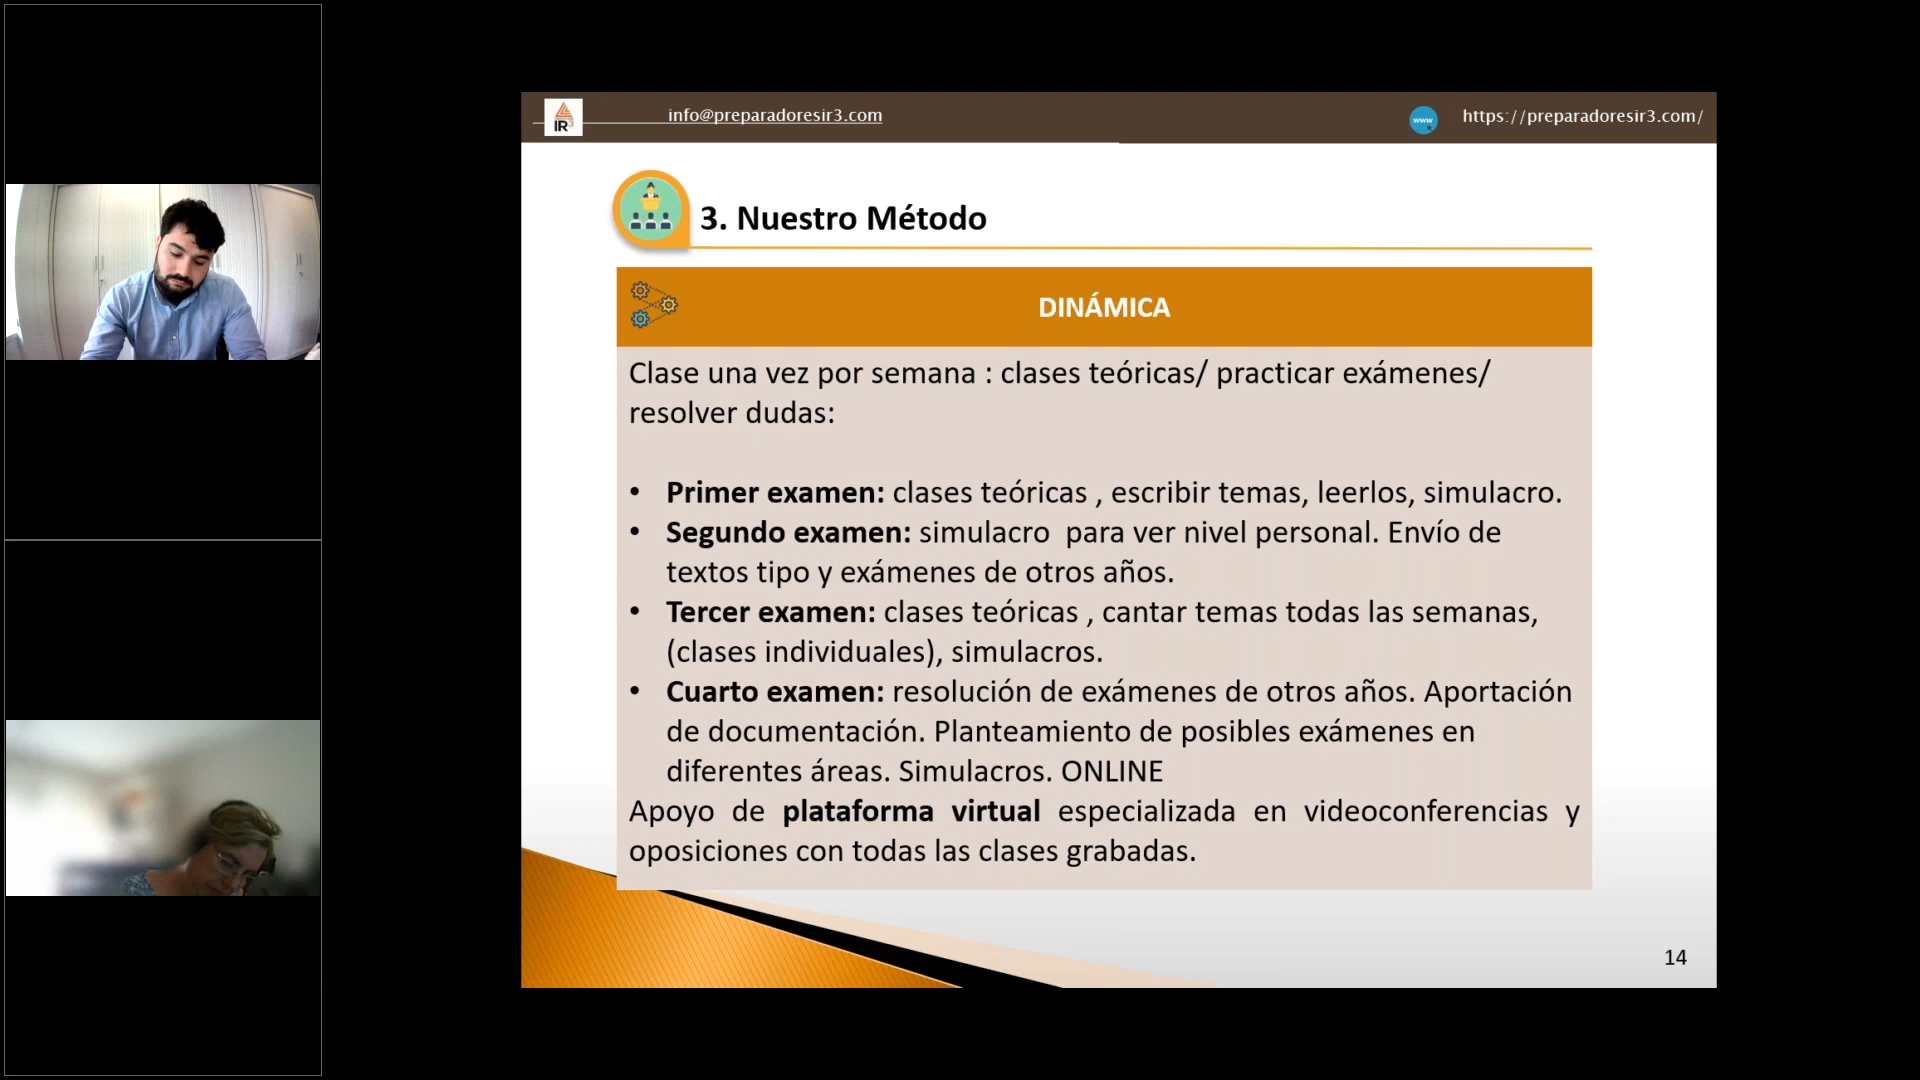 IR3
info@preparadoresir3.com
www
https://preparadoresir3.com/
3. Nuestro Método
DINÁMICA
Clase una vez por semana : clases teóricas/ practicar exámenes/
resolver dudas:
• Primer examen: clases teóricas , escribir temas, leerlos, simulacro.
• Segundo examen: simulacro  para ver nivel personal. Envío de
textos tipo y exámenes de otros años.
• Tercer examen: clases teóricas , cantar temas todas las semanas,
(clases individuales), simulacros.
• Cuarto examen: resolución de exámenes de otros años. Aportación
de documentación. Planteamiento de posibles exámenes en
diferentes áreas. Simulacros. ONLINE
Apoyo de plataforma virtual especializada en videoconferencias y
oposiciones con todas las clases grabadas.
14